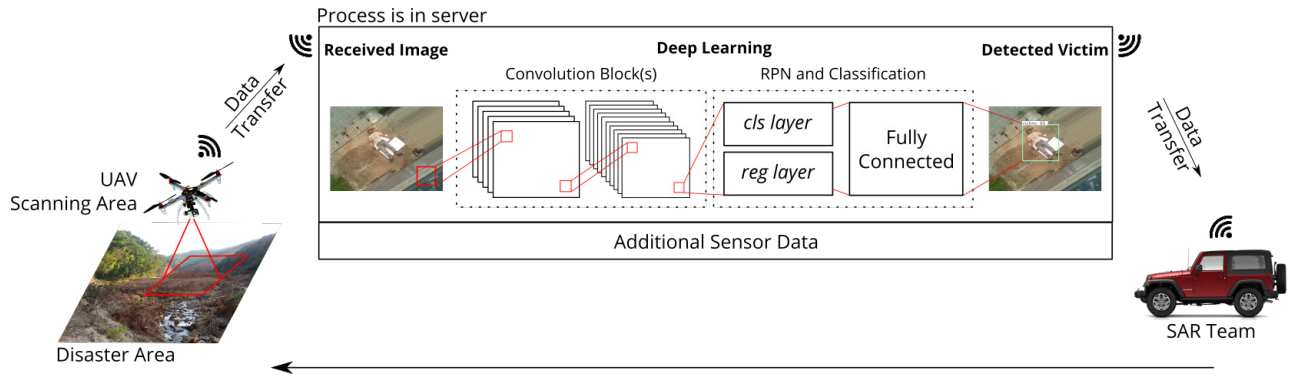 Process is in server
Received Image
Deep Learning
Detected Victim
Convolution Block(s)
RPN and Classification
cls layer
reg layer
Fully
Connected
Additional Sensor Data
Data
Transfer
UAV
Scanning Area
Disaster Area
Data
Transfer
SAR Team